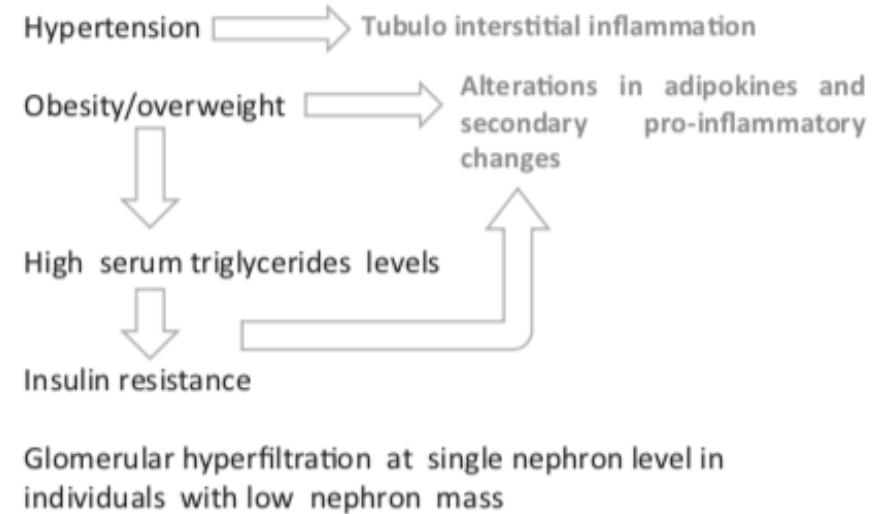 Hypertension
Tubulo interstitial inflammation
Obesity/overweight
Alterations in adipokines and
secondary pro-inflammatory
changes
High serum triglycerides levels
Insulin resistance
Glomerular hyperfiltration at single nephron level in
individuals with low nephron mass